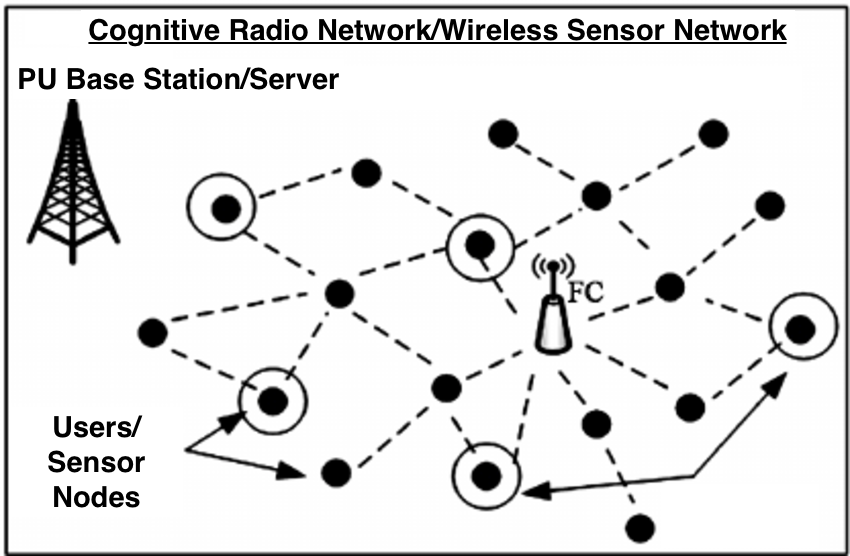 Cognitive Radio Network/Wireless Sensor Network
PU Base Station/Server
FC
Users/
Sensor
Nodes